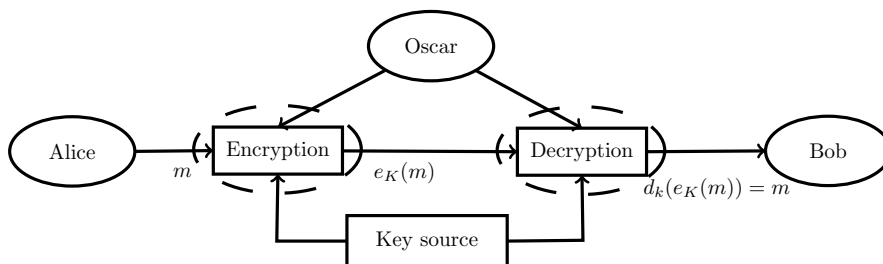 Oscar
Alice
m
Encryption
e_K(m)
Decryption
d_k(e_K(m)) = m
Bob
Key source